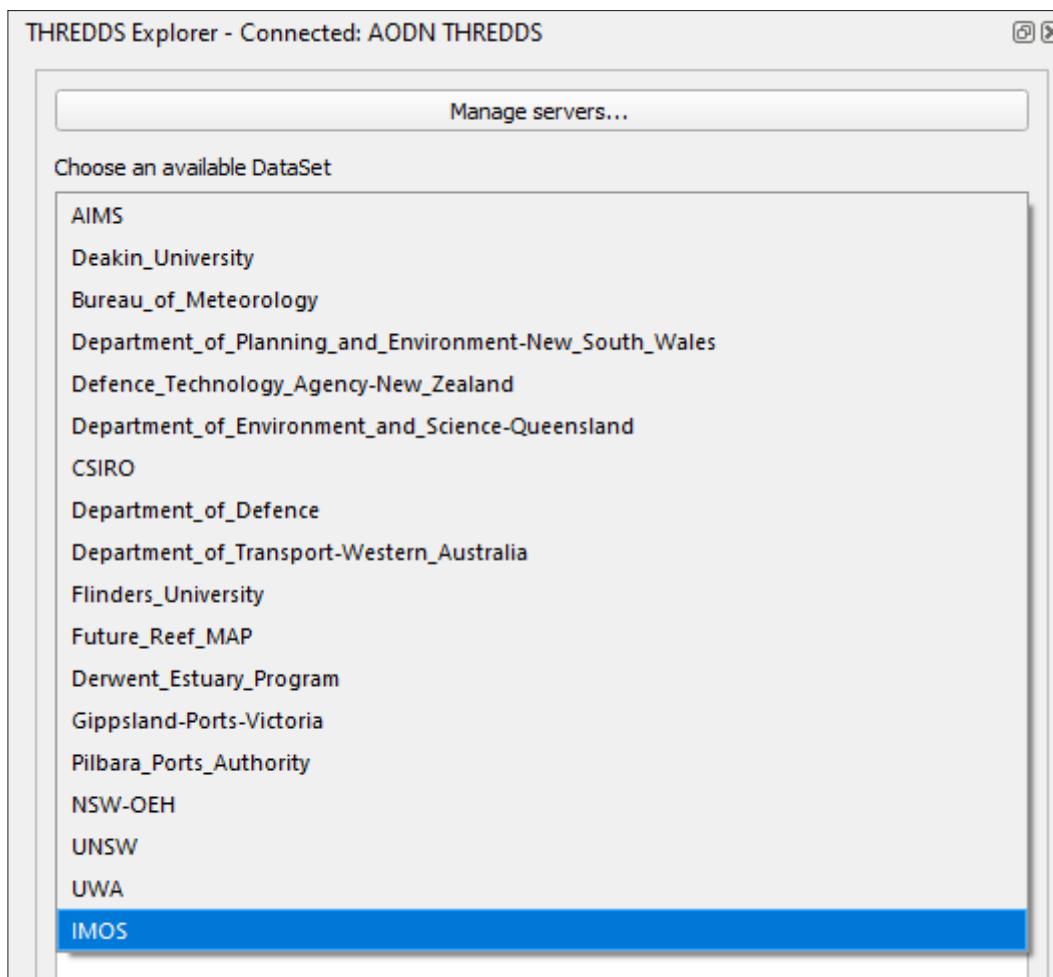 THREDDS Explorer - Connected: AODN THREDDS
Manage servers...
Choose an available DataSet
AIMS
Deakin_University
Bureau_of_Meteorology
Department_of_Planning_and_Environment-New_South_Wales
Defence_Technology_Agency-New_Zealand
Department_of_Environment_and_Science-Queensland
CSIRO
Department_of_Defence
Department_of_Transport-Western_Australia
Flinders_University
Future_Reef_MAP
Derwent_Estuary_Program
Gippsland-Ports-Victoria
Pilbara_Ports_Authority
NSW-OEH
UNSW
UWA
IMOS